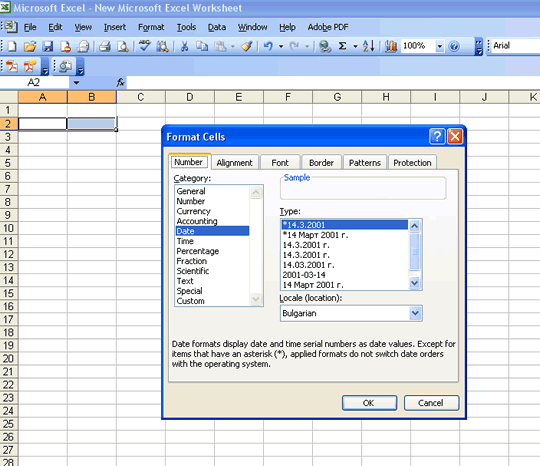 Microsoft Excel - New Microsoft Excel Worksheet
File Edit View Insert Format Tools Data Window Help Adobe PDF
100% Arial
A2 fx
A B C D E F G H I J K
1
2
3
4
5
6
7
8
9
10
11
12
13
14
15
16
17
18
19
20
21
22
23
24
25
26
27
28
Format Cells
Number Alignment Font Border Patterns Protection
Category:
General
Number
Currency
Accounting
Date
Time
Percentage
Fraction
Scientific
Text
Special
Custom
Sample
Type:
*14.3.2001
*14 Март 2001 г.
14.3.2001 г.
14.3.2001 г.
14.03.2001 г.
2001-03-14
14 Март 2001 г.
Locale (location):
Bulgarian
Date formats display date and time serial numbers as date values. Except for
items that have an asterisk (*), applied formats do not switch date orders
with the operating system.
OK Cancel